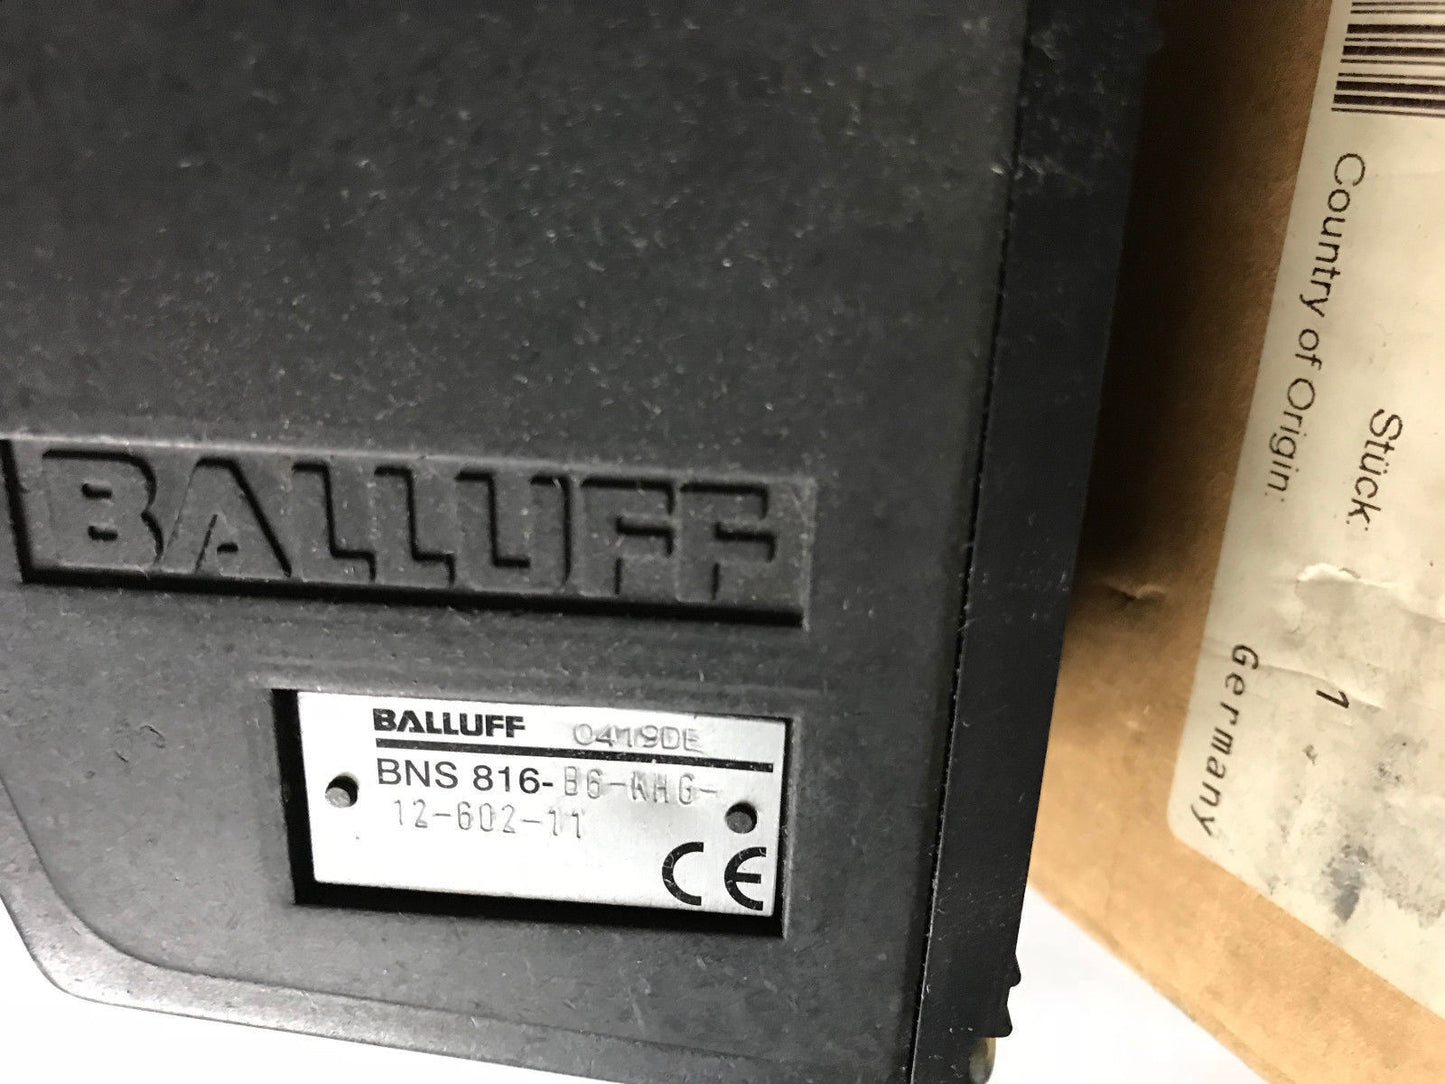 BALLUFF
BALLUFF 0419DE
BNS 816-B6-KHG-
12-602-11
CE
Country of Origin:
Germany
Stück: 1